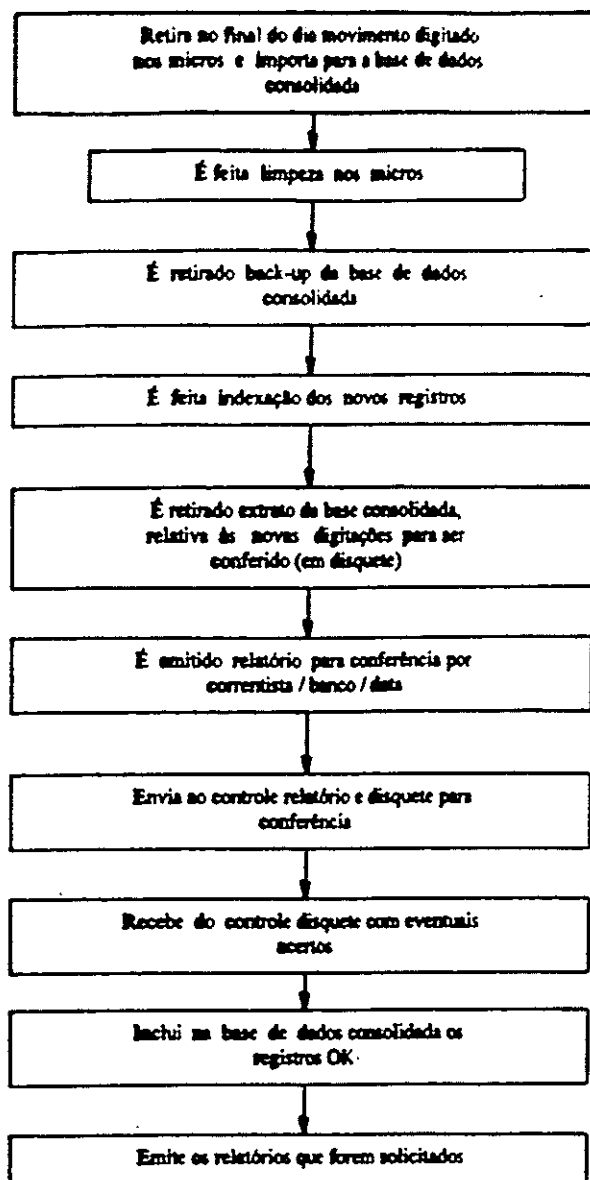 Retira no final do dia movimento digitado
nos micros e importa para a base de dados
consolidada
É feita limpeza nos micros
É retirado back-up da base de dados
consolidada
É feita indexação dos novos registros
É retirado extrato da base consolidada,
relativa às novas digitações para ser
conferido (em disquete)
É emitido relatório para conferência por
correntista / banco / data
Envia ao controle relatório e disquete para
conferência
Recebe do controle disquete com eventuais
acertos
Inclui na base de dados consolidada os
registros OK
Emite os relatórios que forem solicitados